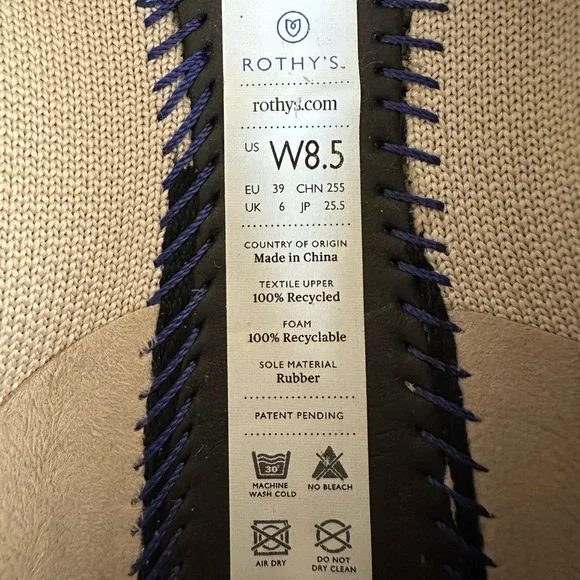 ROTHY'S™
rothys.com
US W8.5
EU 39 CHN 255
UK 6 JP 25.5
COUNTRY OF ORIGIN
Made in China
TEXTILE UPPER
100% Recycled
FOAM
100% Recyclable
SOLE MATERIAL
Rubber
PATENT PENDING
30°
MACHINE NO BLEACH
WASH COLD
AIR DRY DO NOT
DRY CLEAN